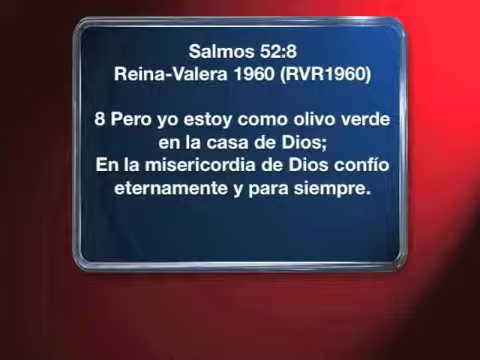 Salmos 52:8
Reina-Valera 1960 (RVR1960)
8 Pero yo estoy como olivo verde
en la casa de Dios;
En la misericordia de Dios confío
eternamente y para siempre.